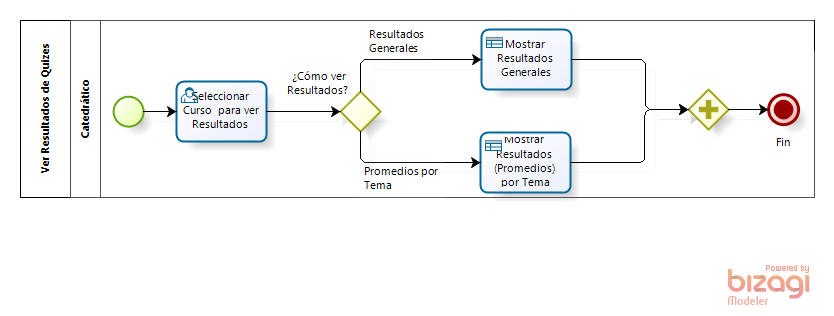 Ver Resultados de Quizes
Catedrático
Seleccionar
Curso para ver
Resultados
¿Cómo ver
Resultados?
Resultados
Generales
Mostrar
Resultados
Generales
Promedios por
Tema
Mostrar
Resultados
(Promedios)
por Tema
Fin
Powered by
bizagi
Modeler